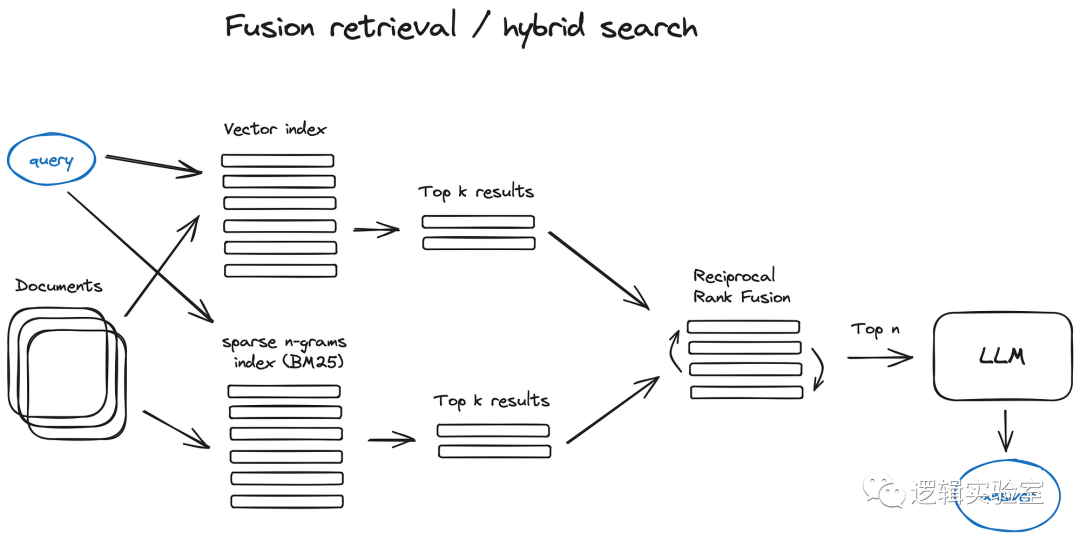 Fusion retrieval / hybrid search
Vector index
query
Top k results
Documents
Reciprocal
Rank Fusion
Top n
sparse n-grams
index (BM25)
LLM
Top k results
逻辑实验室